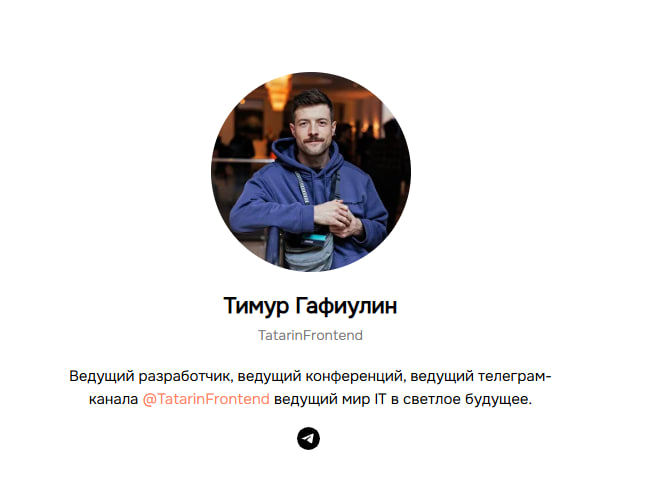 Тимур Гафиулин
TatarinFrontend
Ведущий разработчик, ведущий конференций, ведущий телеграм-
канала @TatarinFrontend ведущий мир IT в светлое будущее.